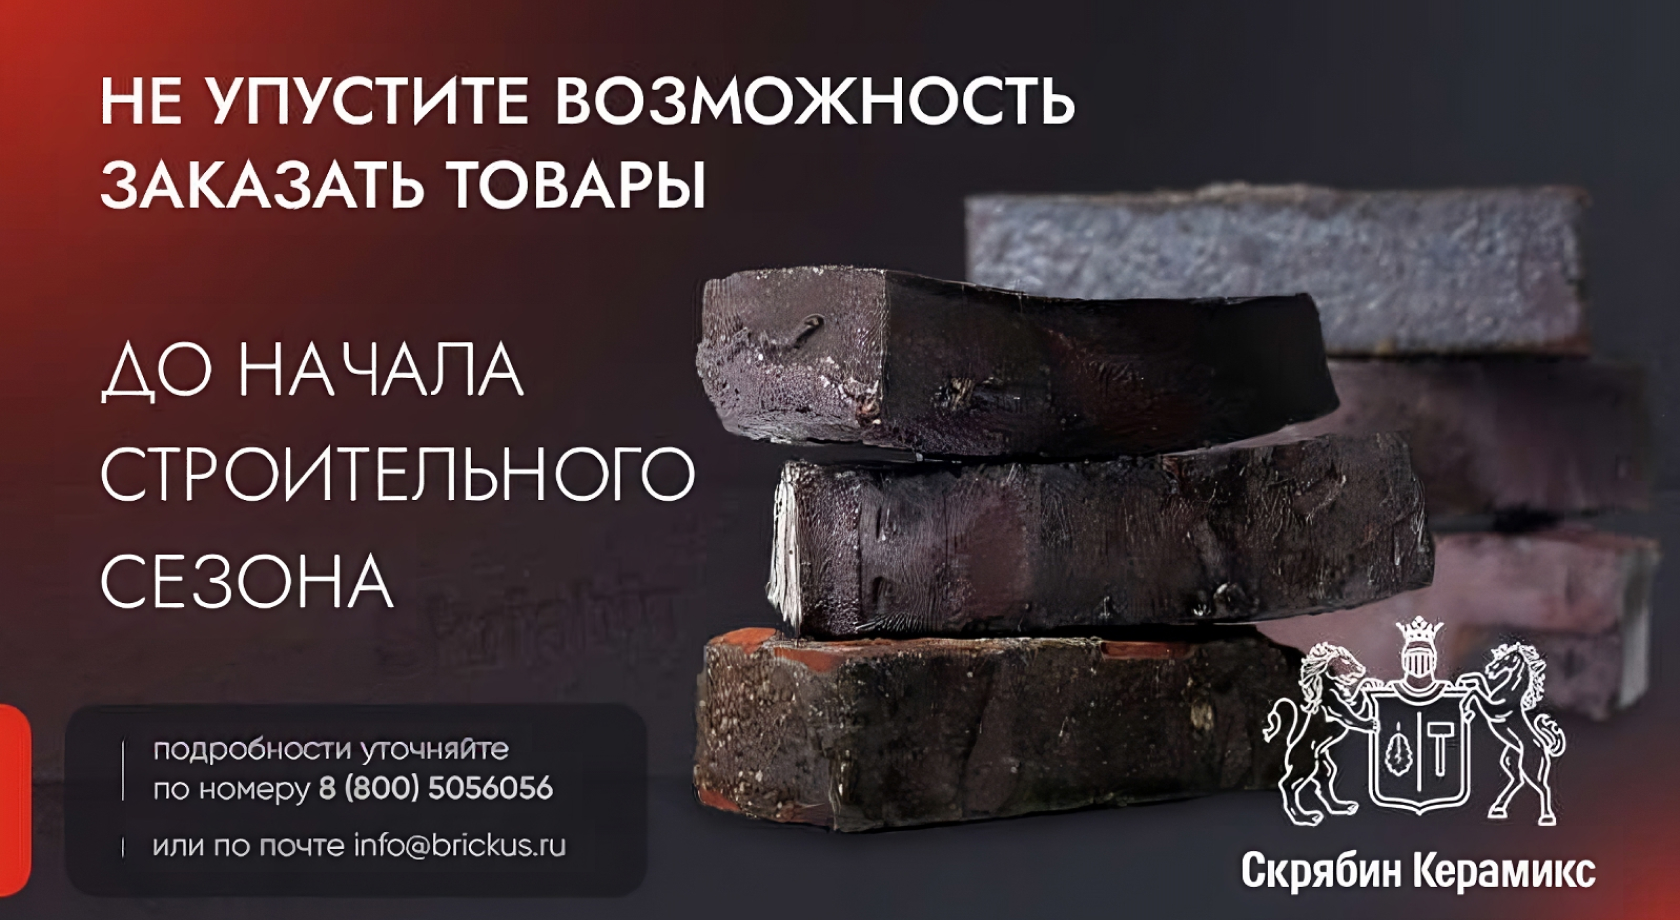 НЕ УПУСТИТЕ ВОЗМОЖНОСТЬ
ЗАКАЗАТЬ ТОВАРЫ
ДО НАЧАЛА
СТРОИТЕЛЬНОГО
СЕЗОНА
подробности уточняйте
по номеру 8 (800) 5056056
или по почте info@brickus.ru
Скрябин Керамикс